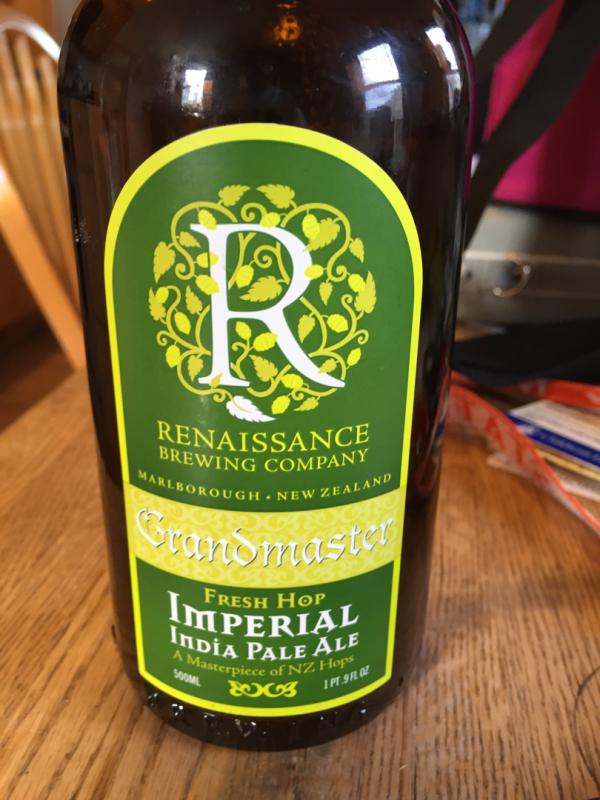 R
RENAISSANCE
BREWING COMPANY
MARLBOROUGH • NEW ZEALAND
Grandmaster
FRESH HOP
IMPERIAL
INDIA PALE ALE
A Masterpiece of NZ Hops
500ML 1 PT .9 FL OZ